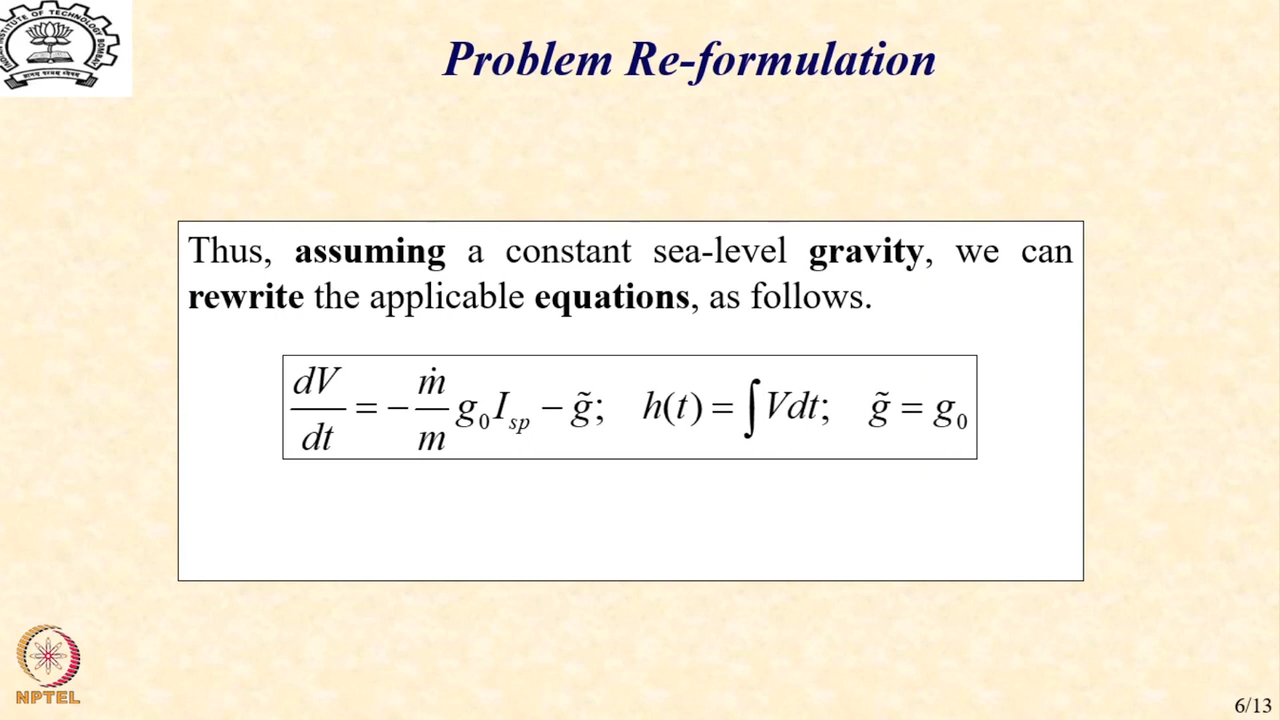 Problem Re-formulation
Thus, assuming a constant sea-level gravity, we can
rewrite the applicable equations, as follows.
dV/dt = −ṁ/m g₀I_sp − g̃; h(t) = ∫Vdt; g̃ = g₀
NPTEL
6/13